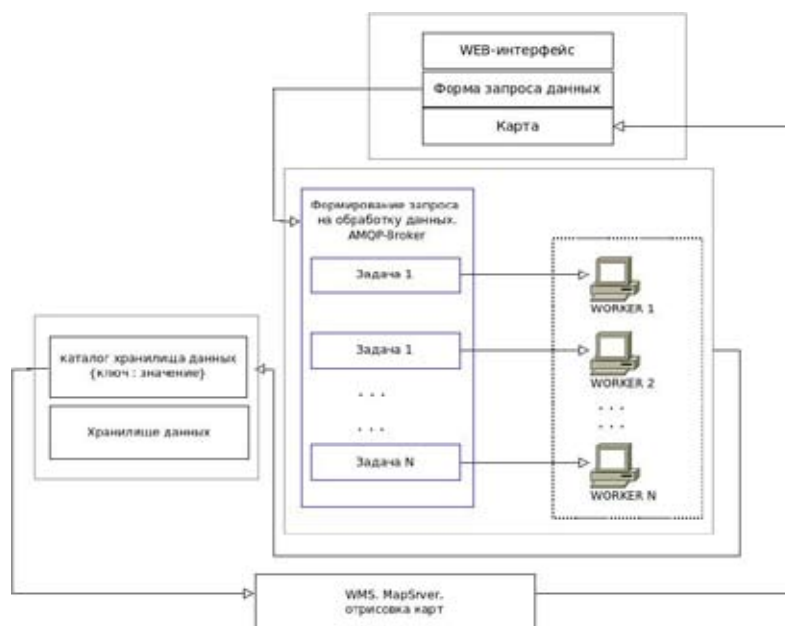 WEB-интерфейс
Форма запроса данных
Карта
Формирование запроса
на обработку данных.
AMQP-Broker
Задача 1
WORKER 1
Задача 1
WORKER 2
. . .
. . .
. . .
. . .
Задача N
WORKER N
каталог хранилища данных
{ключ : значение}
Хранилище данных
WMS. MapSrver.
отрисовка карт